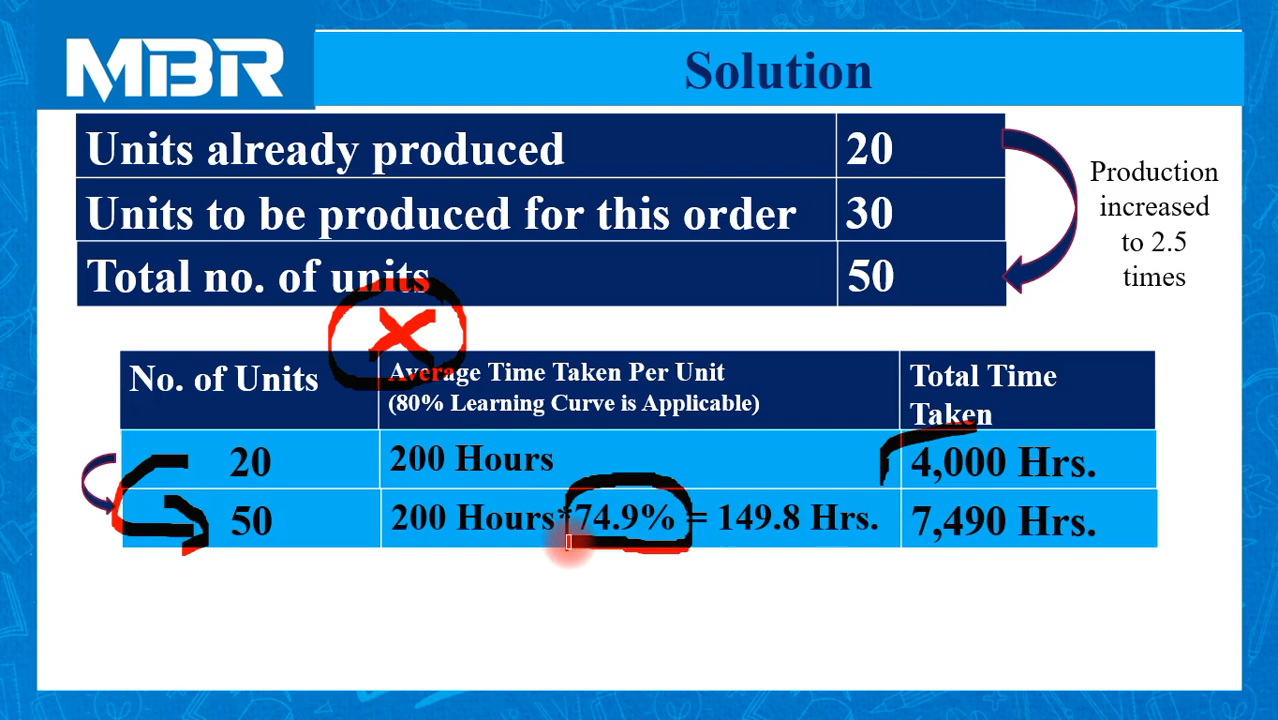 MBR
Solution
Units already produced 20
Units to be produced for this order 30
Total no. of units 50
Production
increased
to 2.5
times
No. of Units Average Time Taken Per Unit Total Time
(80% Learning Curve is Applicable) Taken
20 200 Hours 4,000 Hrs.
50 200 Hours*74.9% = 149.8 Hrs. 7,490 Hrs.